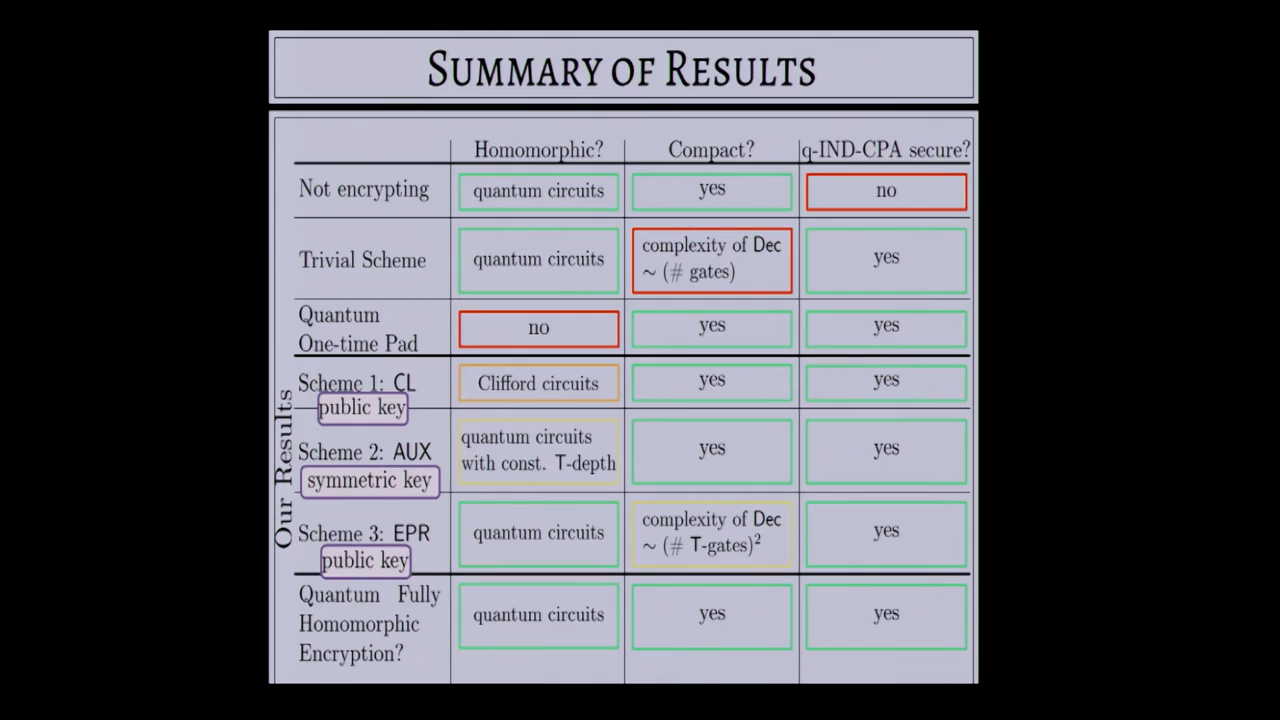 SUMMARY OF RESULTS
Homomorphic? Compact? q-IND-CPA secure?
Not encrypting quantum circuits yes no
Trivial Scheme quantum circuits complexity of Dec
~ (# gates) yes
Quantum
One-time Pad no yes yes
Our Results
Scheme 1: CL Clifford circuits yes yes
public key
Scheme 2: AUX quantum circuits
with const. T-depth yes yes
symmetric key
Scheme 3: EPR quantum circuits complexity of Dec
~ (# T-gates)² yes
public key
Quantum Fully
Homomorphic
Encryption? quantum circuits yes yes